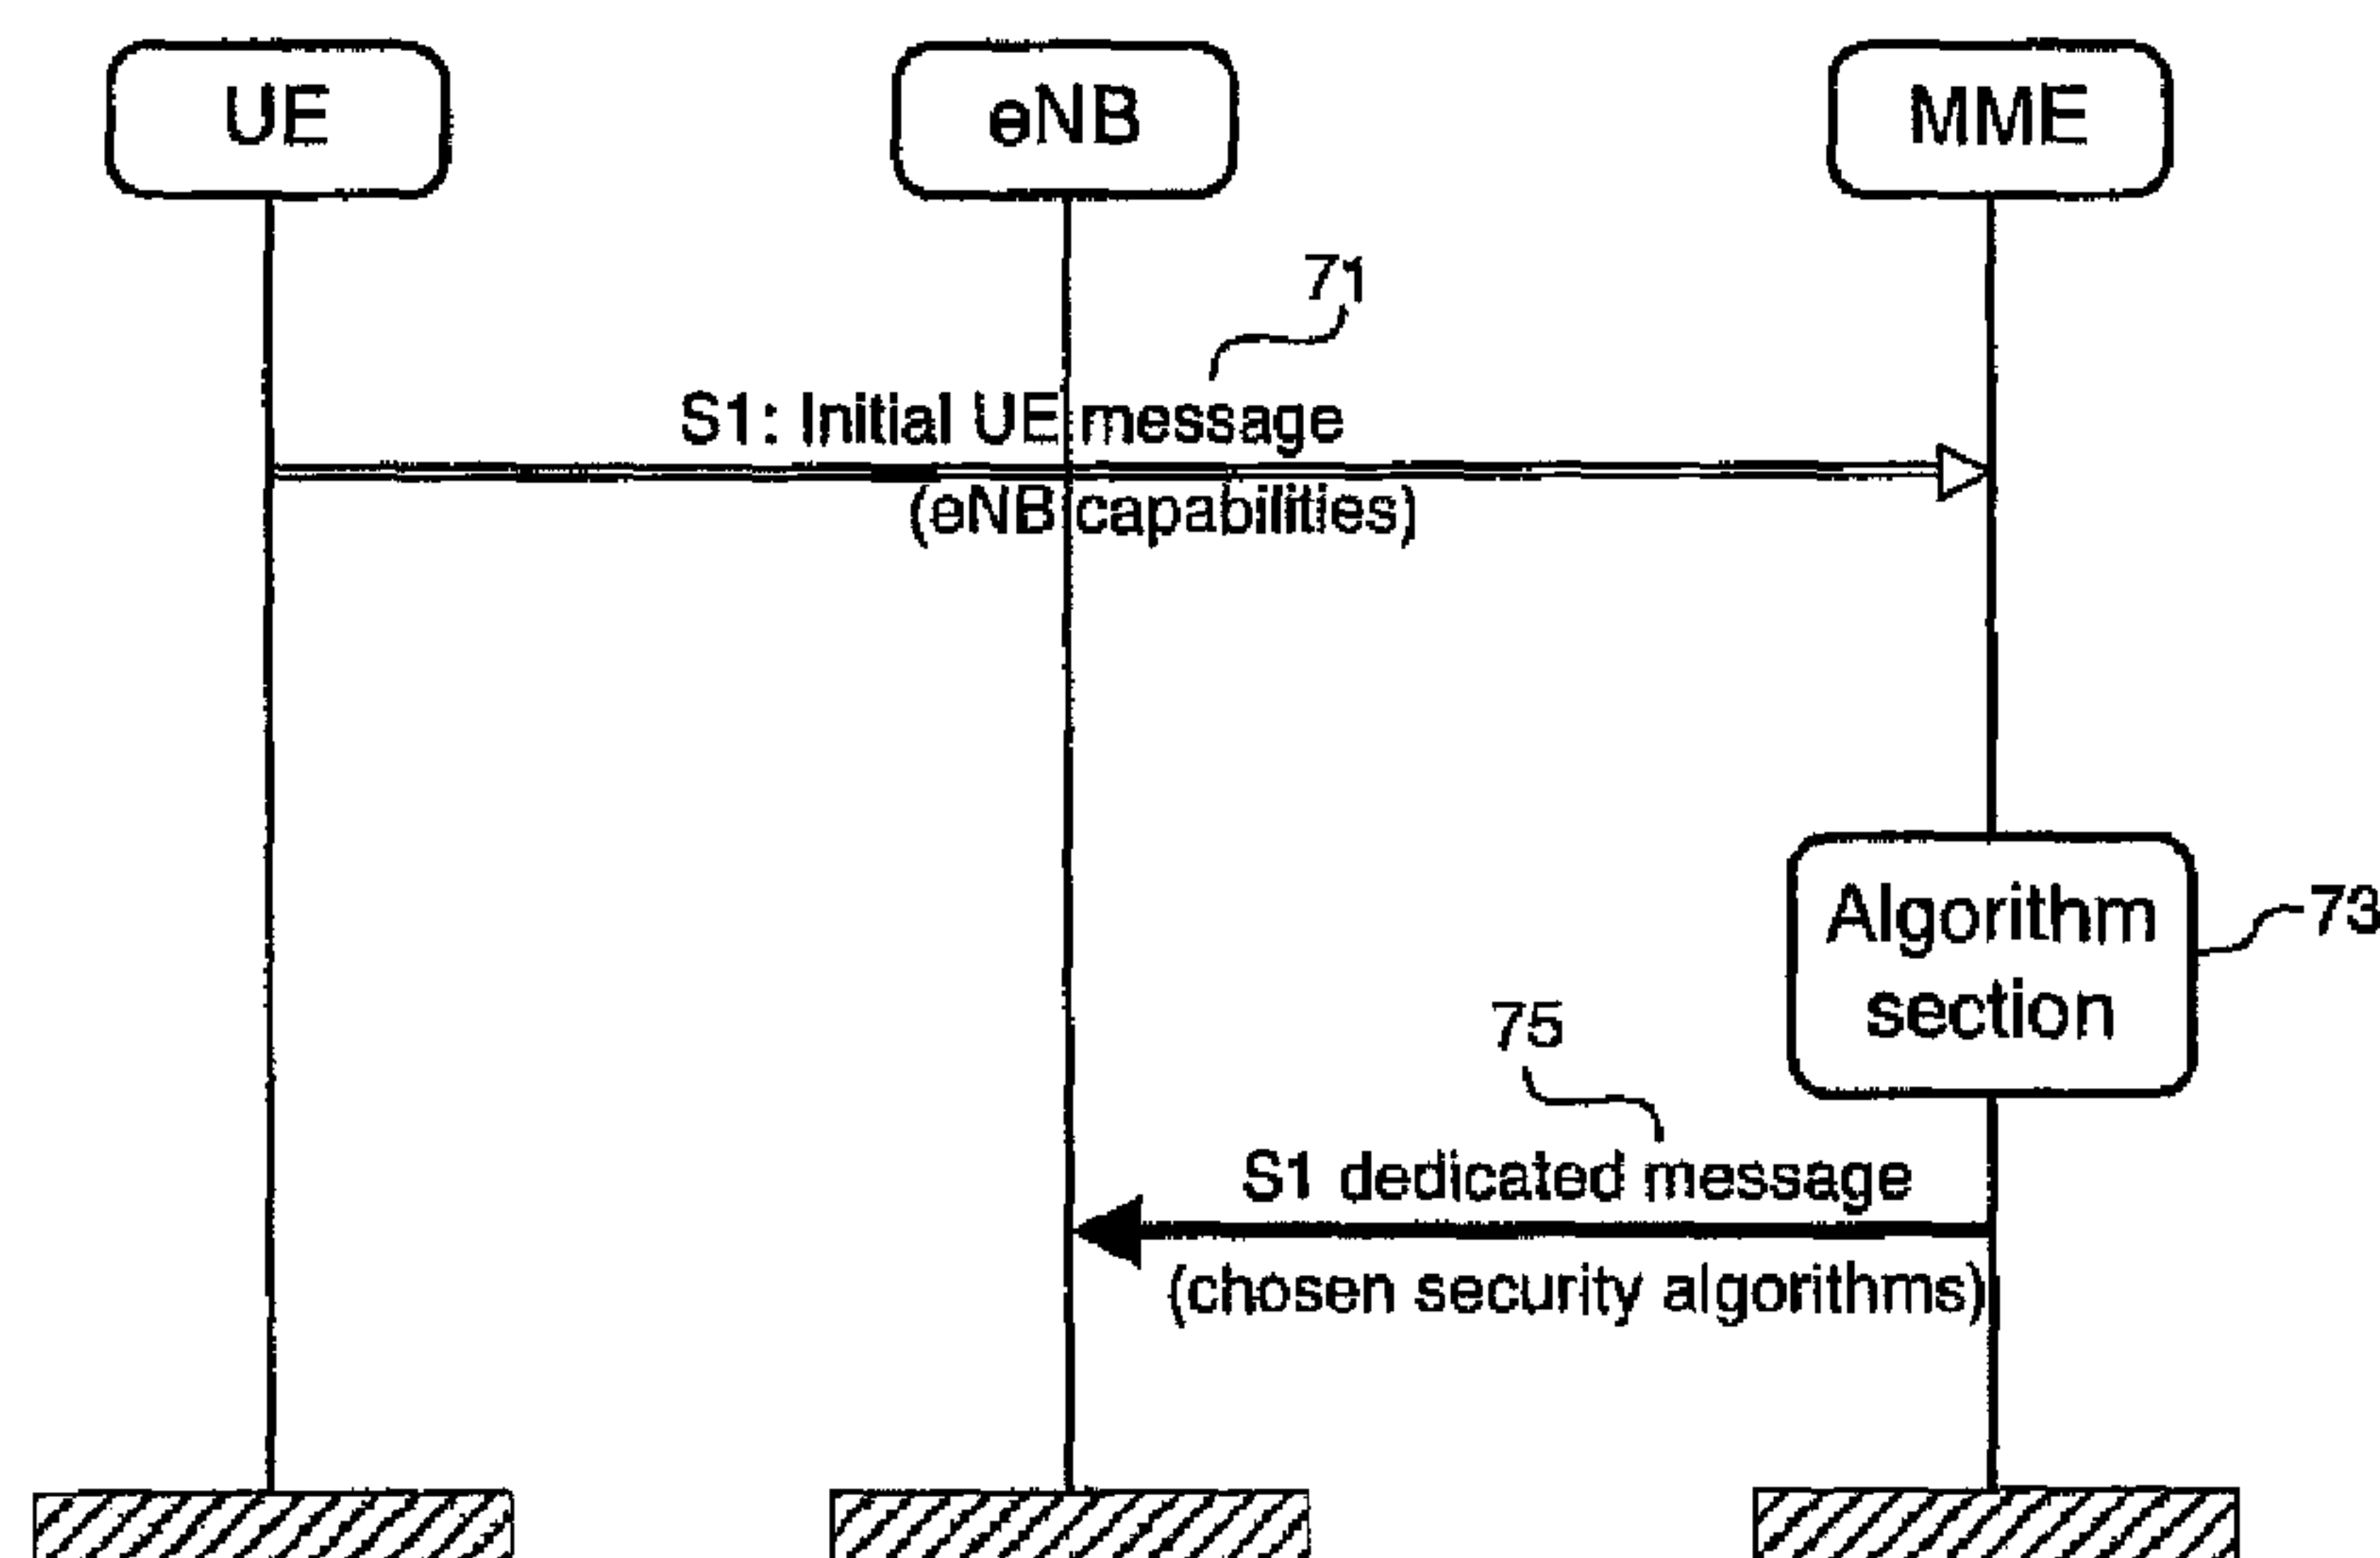 UE
eNB
MME
71
S1: Initial UE message
(eNB capabilities)
Algorithm
section
73
75
S1 dedicated message
(chosen security algorithms)